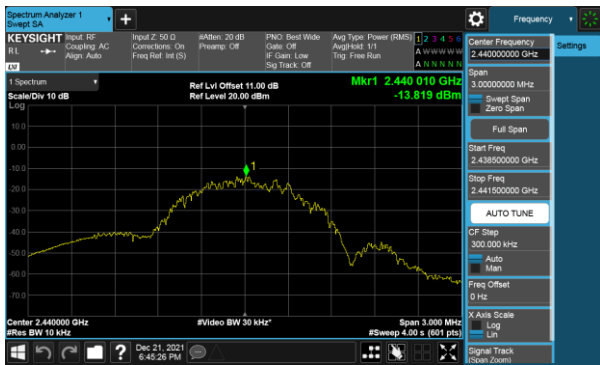 Spectrum Analyzer 1
Swept SA
Frequency
KEYSIGHT
Input: RF
Coupling: AC
Align: Auto
Input Z: 50 Ω
Corrections: On
Freq Ref: Int (S)
#Atten: 20 dB
Preamp: Off
PNO: Best Wide
Gate: Off
IF Gain: Low
Sig Track: Off
Avg Type: Power (RMS)
Avg|Hold: 1/1
Trig: Free Run
1 2 3 4 5 6
A W W W W W
A N N N N N
RL
LXI
1 Spectrum
Scale/Div 10 dB
Log
Ref Lvl Offset 11.00 dB
Ref Level 20.00 dBm
Mkr1 2.440 010 GHz
-13.819 dBm
10.0
0.00
-10.0
-20.0
-30.0
-40.0
-50.0
-60.0
-70.0
1
Center 2.440000 GHz
#Res BW 10 kHz
#Video BW 30 kHz*
Span 3.000 MHz
#Sweep 4.00 s (601 pts)
Dec 21, 2021
6:45:26 PM
Center Frequency
2.440000000 GHz
Span
3.00000000 MHz
Swept Span
Zero Span
Full Span
Start Freq
2.438500000 GHz
Stop Freq
2.441500000 GHz
AUTO TUNE
CF Step
300.000 kHz
Auto
Man
Freq Offset
0 Hz
X Axis Scale
Log
Lin
Signal Track
(Span Zoom)
Settings